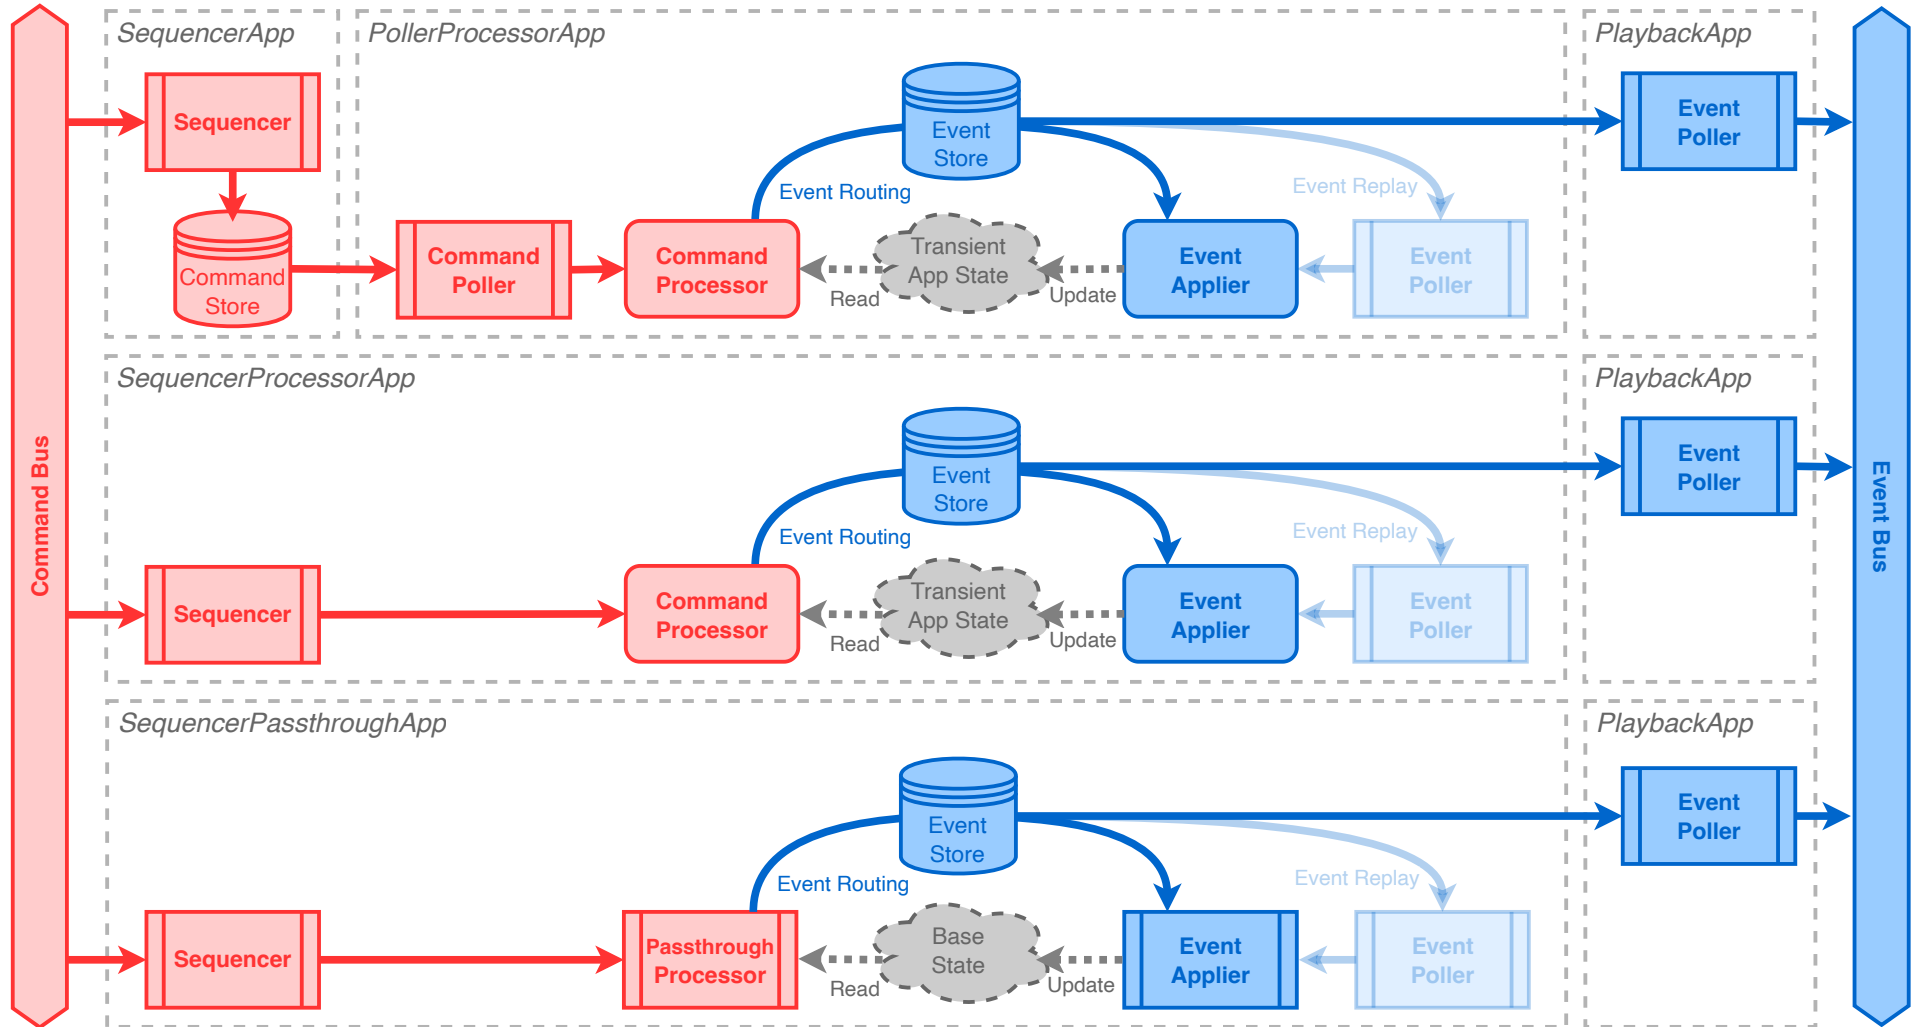 Command Bus
SequencerApp
Sequencer
Command
Store
PollerProcessorApp
Command
Poller
Command
Processor
Event Routing
Event
Store
Transient
App State
Read
Update
Event
Applier
Event Replay
Event
Poller
PlaybackApp
Event
Poller
SequencerProcessorApp
Sequencer
Command
Processor
Event Routing
Event
Store
Transient
App State
Read
Update
Event
Applier
Event Replay
Event
Poller
PlaybackApp
Event
Poller
SequencerPassthroughApp
Sequencer
Passthrough
Processor
Event Routing
Event
Store
Base
State
Read
Update
Event
Applier
Event Replay
Event
Poller
PlaybackApp
Event
Poller
Event Bus